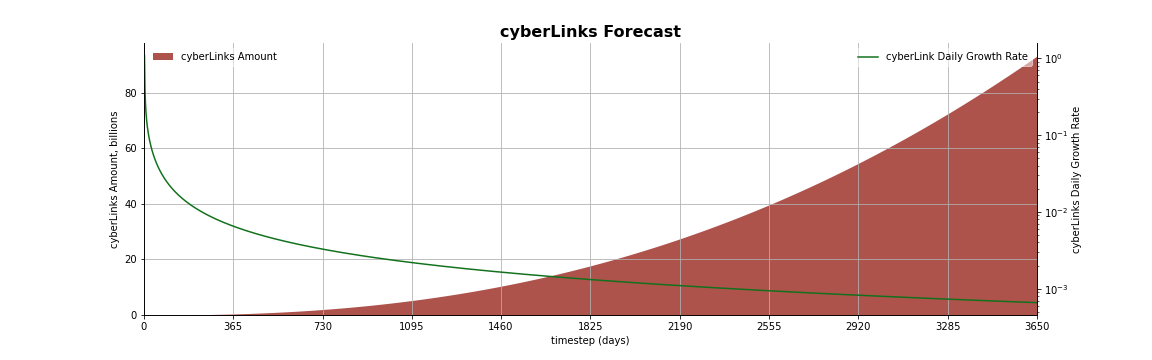 cyberLinks Forecast
cyberLinks Amount
cyberLink Daily Growth Rate
cyberLinks Amount, billions
80
60
40
20
0
10⁰
10⁻¹
10⁻²
10⁻³
cyberLinks Daily Growth Rate
0 365 730 1095 1460 1825 2190 2555 2920 3285 3650
timestep (days)